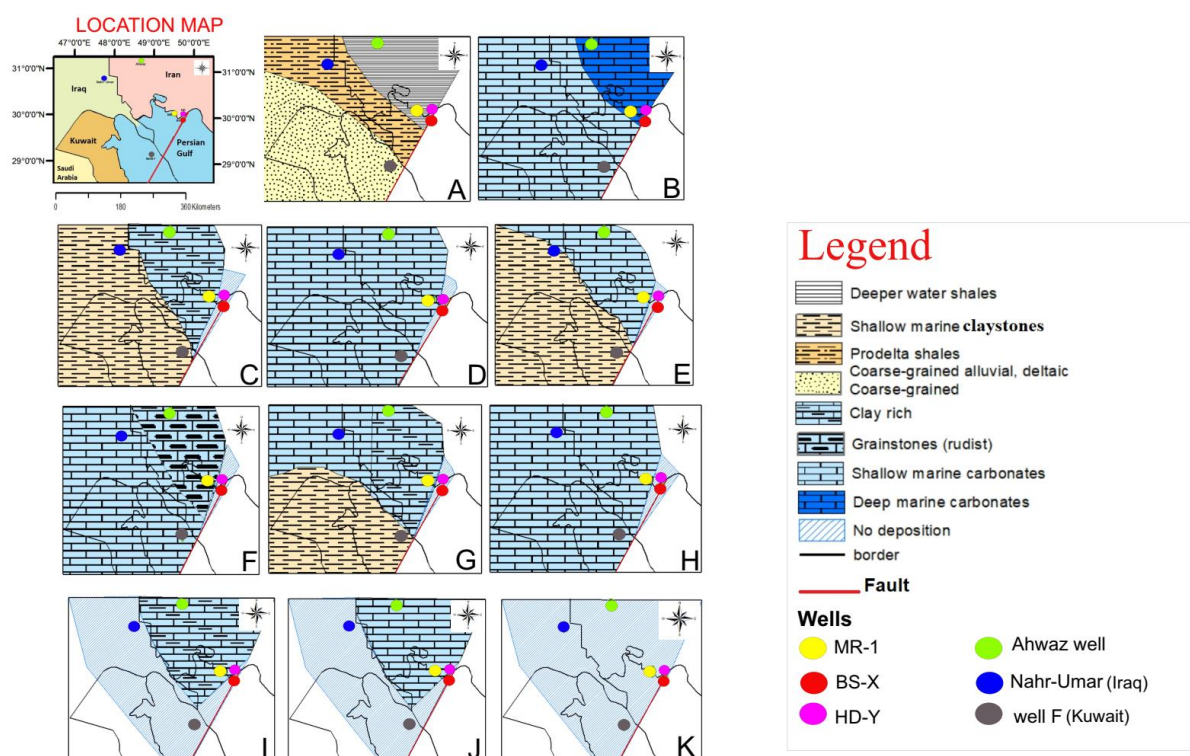 LOCATION MAP
47°0'0"E 48°0'0"E 49°0'0"E 50°0'0"E
31°0'0"N
30°0'0"N
29°0'0"N
31°0'0"N
30°0'0"N
29°0'0"N
Iran
Iraq
Kuwait
Persian
Gulf
Saudi
Arabia
0 180 360 Kilometers
A
B
C
D
E
F
G
H
I
J
K
Legend
Deeper water shales
Shallow marine claystones
Prodelta shales
Coarse-grained alluvial, deltaic
Coarse-grained
Clay rich
Grainstones (rudist)
Shallow marine carbonates
Deep marine carbonates
No deposition
border
Fault
Wells
MR-1
BS-X
HD-Y
Ahwaz well
Nahr-Umar (Iraq)
well F (Kuwait)